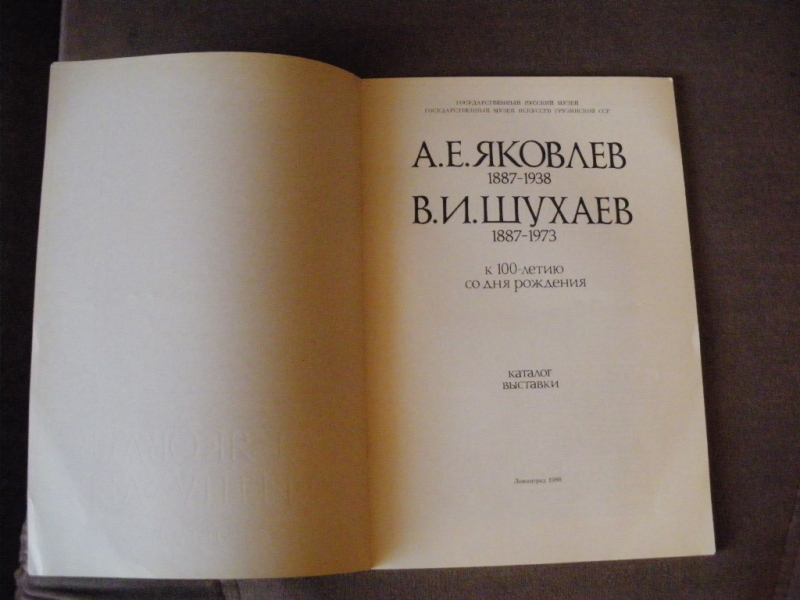 ГОСУДАРСТВЕННЫЙ РУССКИЙ МУЗЕЙ
ГОСУДАРСТВЕННЫЙ МУЗЕЙ ИСКУССТВ ГРУЗИНСКОЙ ССР
А.Е.ЯКОВЛЕВ
1887-1938
В.И.ШУХАЕВ
1887-1973
к 100-летию
со дня рождения
каталог
выставки
Ленинград 1988